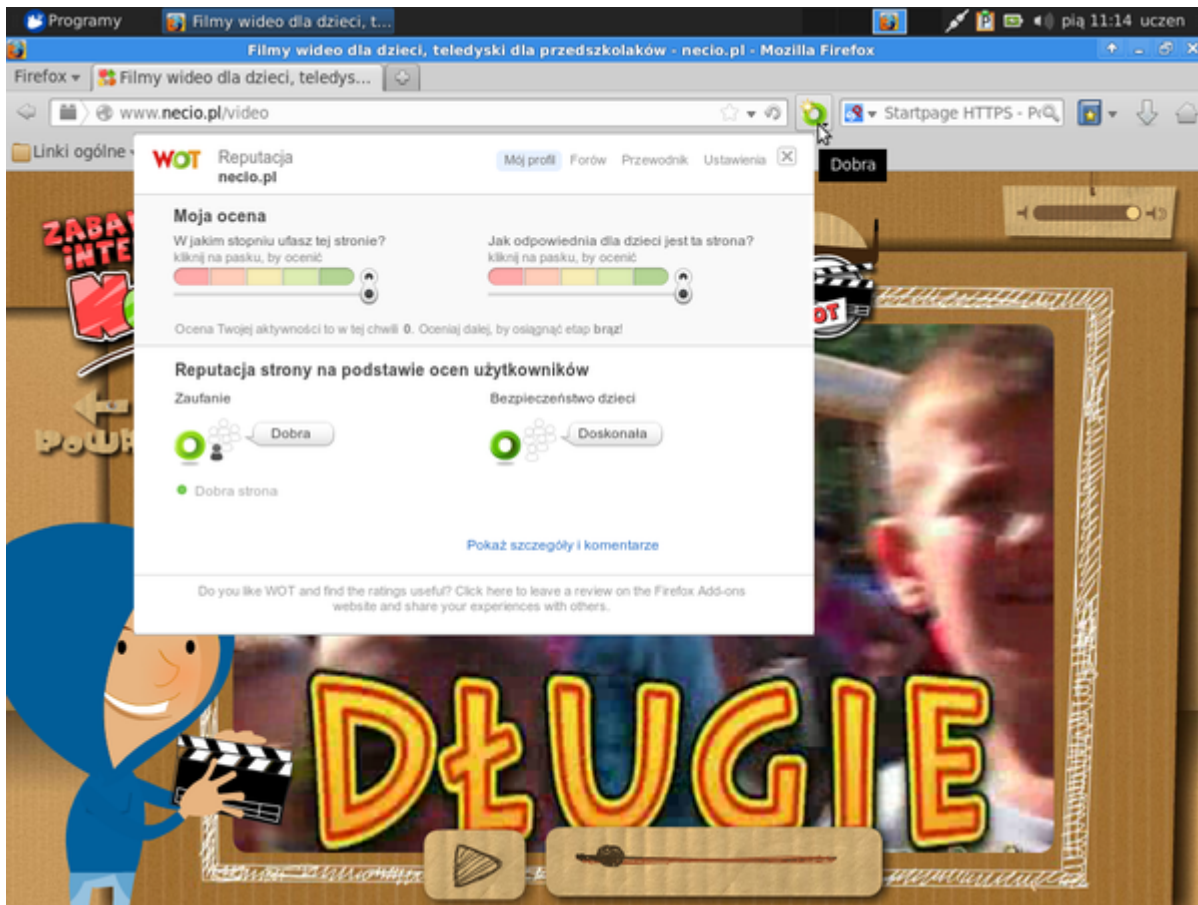 Programy
Filmy wideo dla dzieci, t...
pią 11:14 uczen
Filmy wideo dla dzieci, teledyski dla przedszkolaków - necio.pl - Mozilla Firefox
Firefox
Filmy wideo dla dzieci, teledys...
www.necio.pl/video
Startpage HTTPS - Pr
Linki ogólne
Dobra
WOT
Reputacja
necio.pl
Mój profil Forów Przewodnik Ustawienia
Moja ocena
W jakim stopniu ufasz tej stronie?
kliknij na pasku, by ocenić
Jak odpowiednia dla dzieci jest ta strona?
kliknij na pasku, by ocenić
Ocena Twojej aktywności to w tej chwili 0. Oceniaj dalej, by osiągnąć etap brąz!
Reputacja strony na podstawie ocen użytkowników
Zaufanie
Dobra
Bezpieczeństwo dzieci
Doskonała
Dobra strona
Pokaż szczegóły i komentarze
Do you like WOT and find the ratings useful? Click here to leave a review on the Firefox Add-ons
website and share your experiences with others.
DŁUGIE